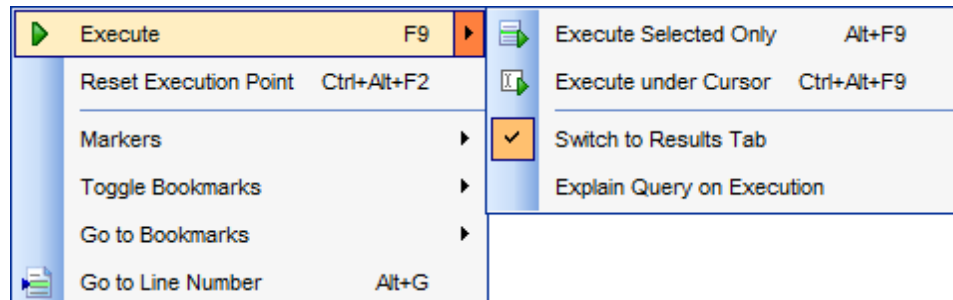 Execute F9
Reset Execution Point Ctrl+Alt+F2
Markers
Toggle Bookmarks
Go to Bookmarks
Go to Line Number Alt+G
Execute Selected Only Alt+F9
Execute under Cursor Ctrl+Alt+F9
Switch to Results Tab
Explain Query on Execution